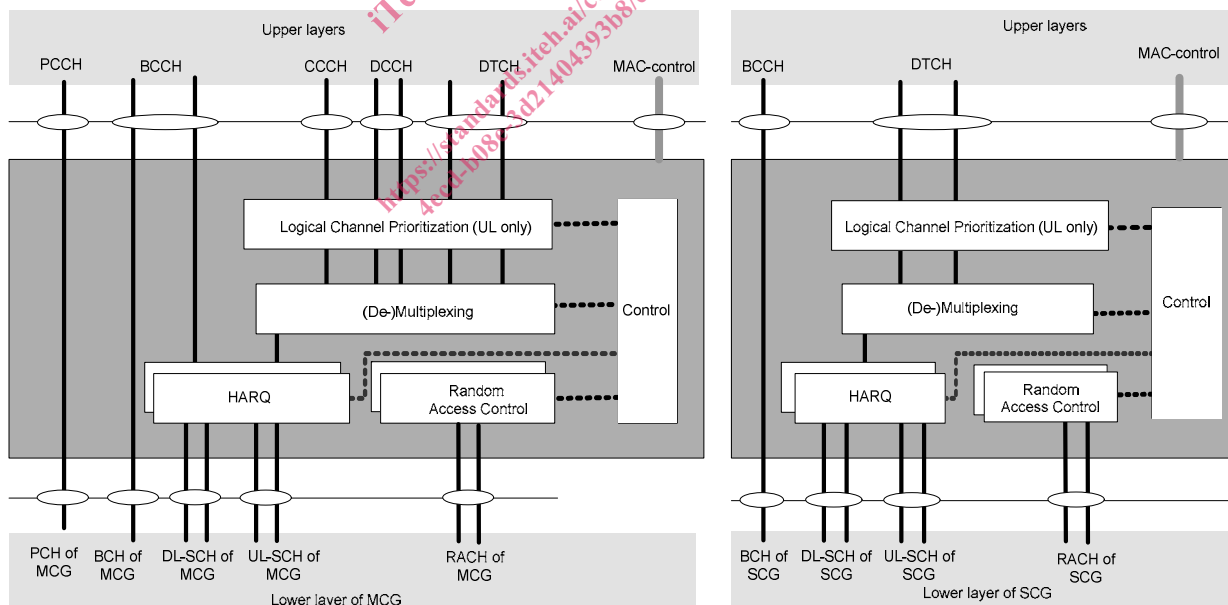 Upper layers
PCCH
BCCH
CCCH
DCCH
DTCH
MAC-control
Logical Channel Prioritization (UL only)
(De-)Multiplexing
Control
HARQ
Random
Access Control
PCH of
MCG
BCH of
MCG
DL-SCH of
MCG
UL-SCH of
MCG
RACH of
MCG
Lower layer of MCG
Upper layers
BCCH
DTCH
MAC-control
Logical Channel Prioritization (UL only)
(De-)Multiplexing
Control
HARQ
Random
Access Control
BCH of
SCG
DL-SCH of
SCG
UL-SCH of
SCG
RACH of
SCG
Lower layer of SCG